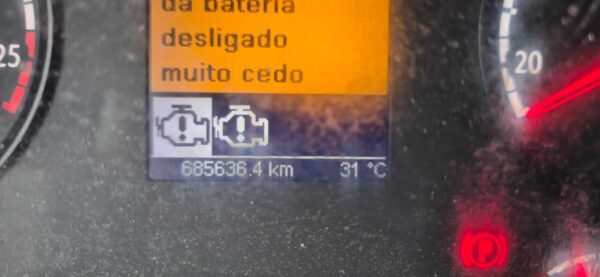 da bateria
desligado
muito cedo
25
20
685636.4 km 31 °C
P